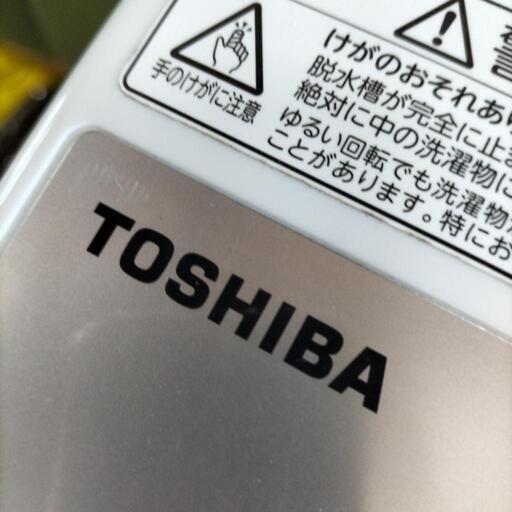 手のけがに注意
けがのおそれあ
脱水槽が完全に止ま
絶対に中の洗濯物に
ゆるい回転でも洗濯物が
ことがあります。特にお
TOSHIBA